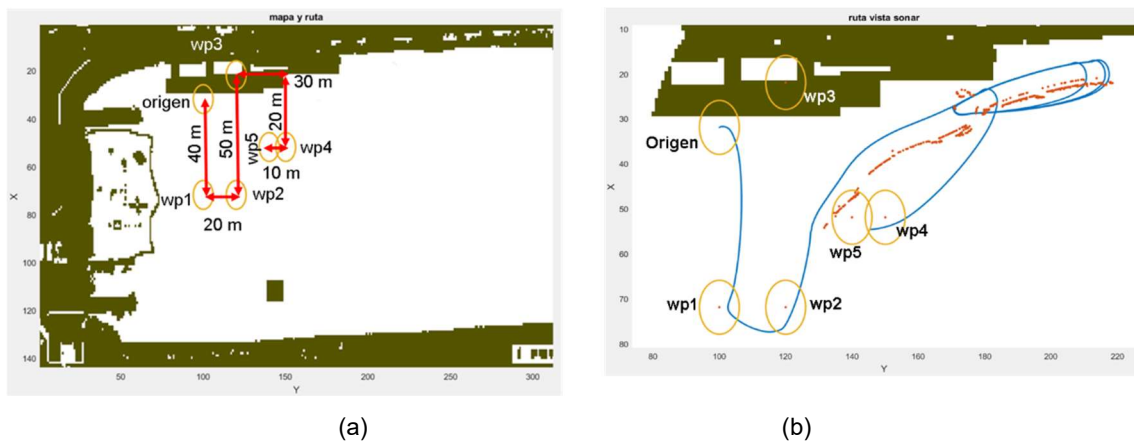 mapa y ruta
wp3
20
30 m
origen
20 m
40
40 m
50 m
wp5
wp4
X
60
10 m
wp1
wp2
80
20 m
100
120
140
50
100
150
200
250
300
Y
(a)
ruta vista sonar
10
20
wp3
30
Origen
40
X
50
wp4
wp5
60
70
wp1
wp2
80
80
100
120
140
160
180
200
220
Y
(b)